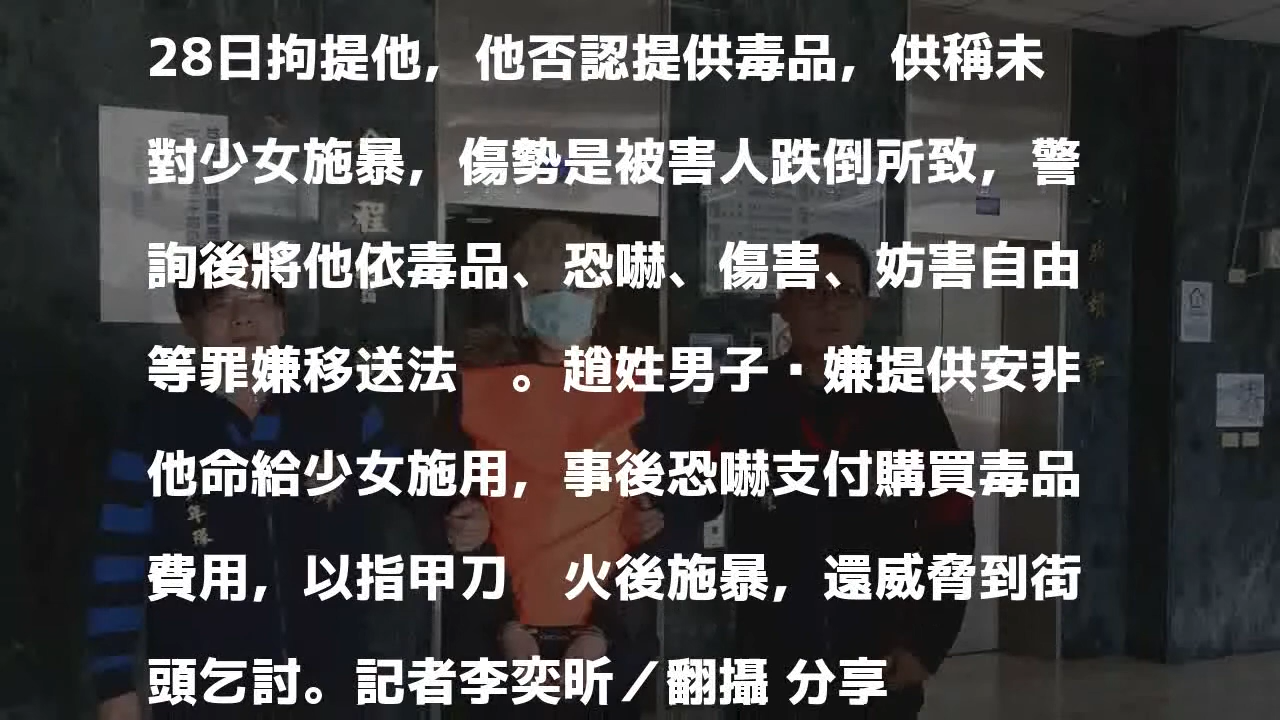 28日拘提他，他否認提供毒品，供稱未
對少女施暴，傷勢是被害人跌倒所致，警
詢後將他依毒品、恐嚇、傷害、妨害自由
等罪嫌移送法　。趙姓男子▪嫌提供安非
他命給少女施用，事後恐嚇支付購買毒品
費用，以指甲刀　火後施暴，還威脅到街
頭乞討。記者李奕昕／翻攝 分享
年隊